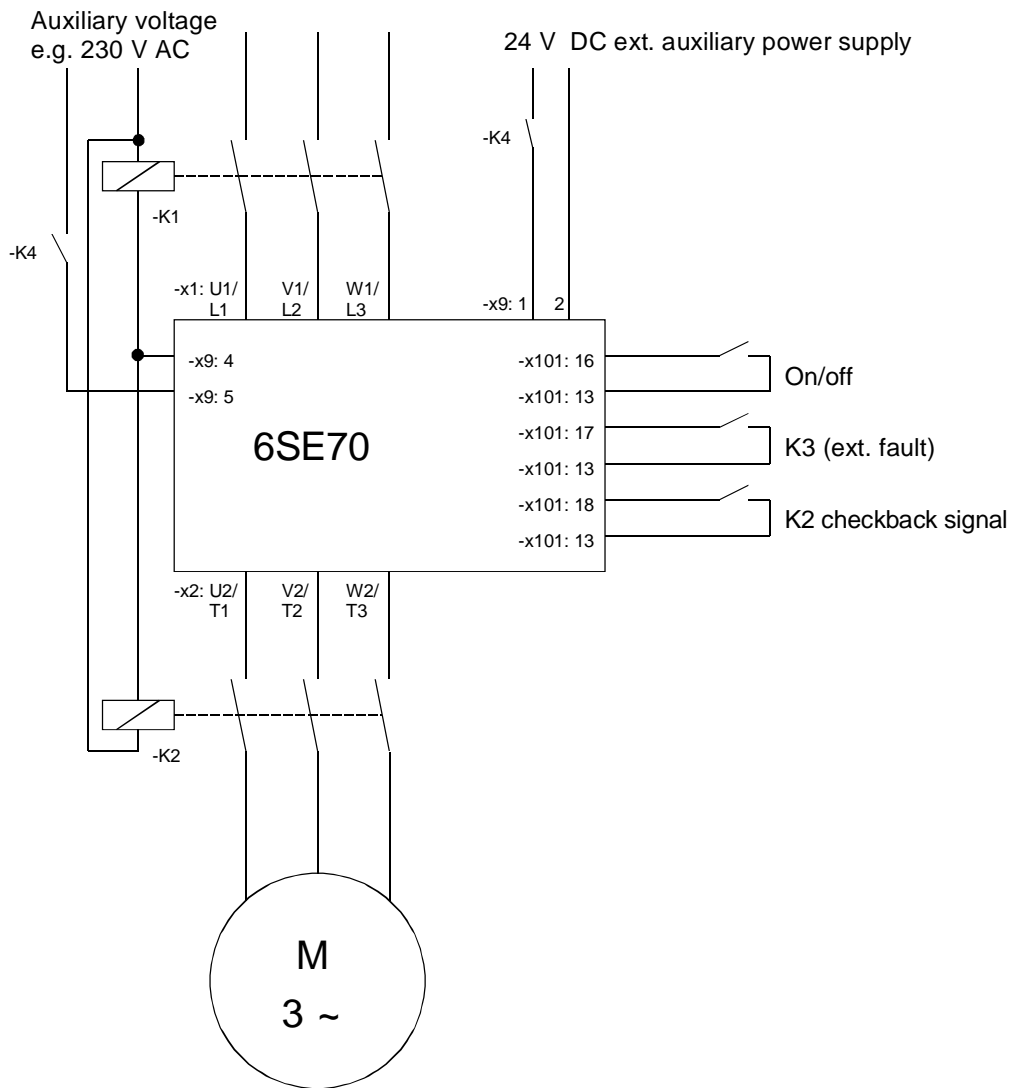 Auxiliary voltage
e.g. 230 V AC
24 V DC ext. auxiliary power supply
-K4
-K1
-K4
-x1: U1/ V1/ W1/
L1 L2 L3
-x9: 1 2
-x9: 4
-x9: 5
6SE70
-x101: 16
-x101: 13
On/off
-x101: 17
-x101: 13
K3 (ext. fault)
-x101: 18
-x101: 13
K2 checkback signal
-x2: U2/ V2/ W2/
T1 T2 T3
-K2
M
3 ~